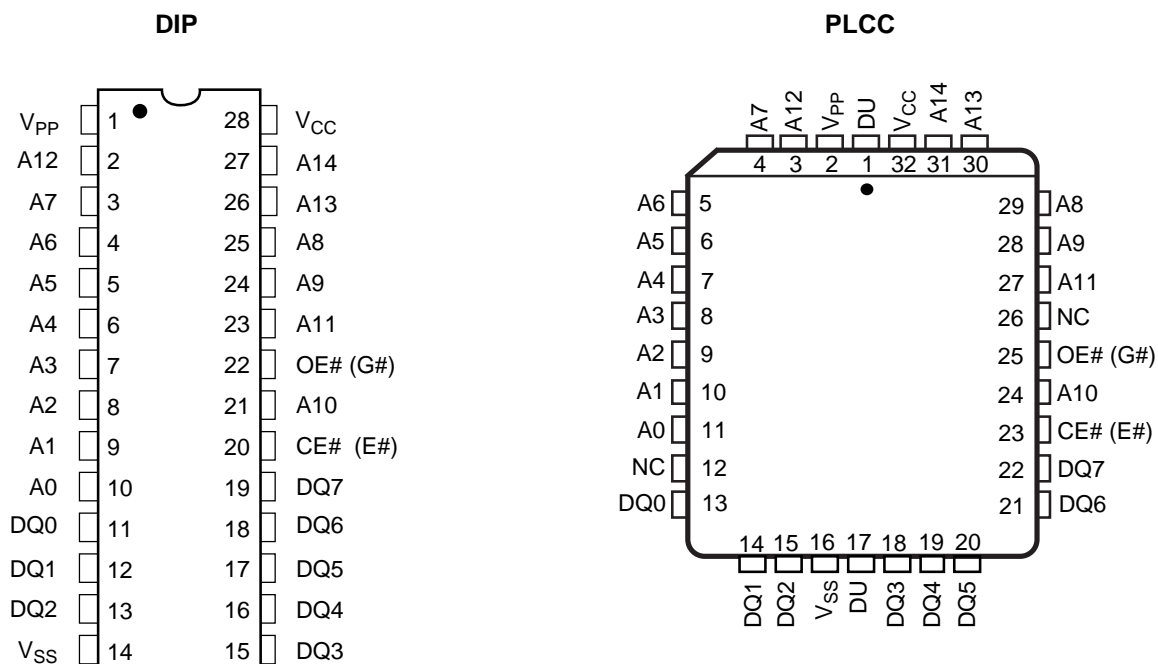 DIP
VPP 1 28 VCC
A12 2 27 A14
A7 3 26 A13
A6 4 25 A8
A5 5 24 A9
A4 6 23 A11
A3 7 22 OE# (G#)
A2 8 21 A10
A1 9 20 CE# (E#)
A0 10 19 DQ7
DQ0 11 18 DQ6
DQ1 12 17 DQ5
DQ2 13 16 DQ4
VSS 14 15 DQ3
PLCC
A7 A12 VPP DU VCC A14 A13
4 3 2 1 32 31 30
A6 5 29 A8
A5 6 28 A9
A4 7 27 A11
A3 8 26 NC
A2 9 25 OE# (G#)
A1 10 24 A10
A0 11 23 CE# (E#)
NC 12 22 DQ7
DQ0 13 21 DQ6
14 15 16 17 18 19 20
DQ1 DQ2 VSS DU DQ3 DQ4 DQ5